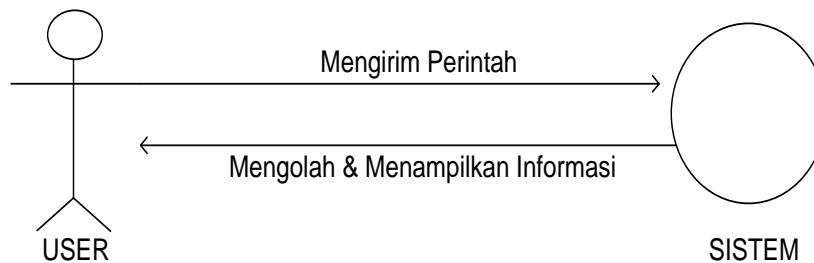 Mengirim Perintah
Mengolah & Menampilkan Informasi
USER
SISTEM